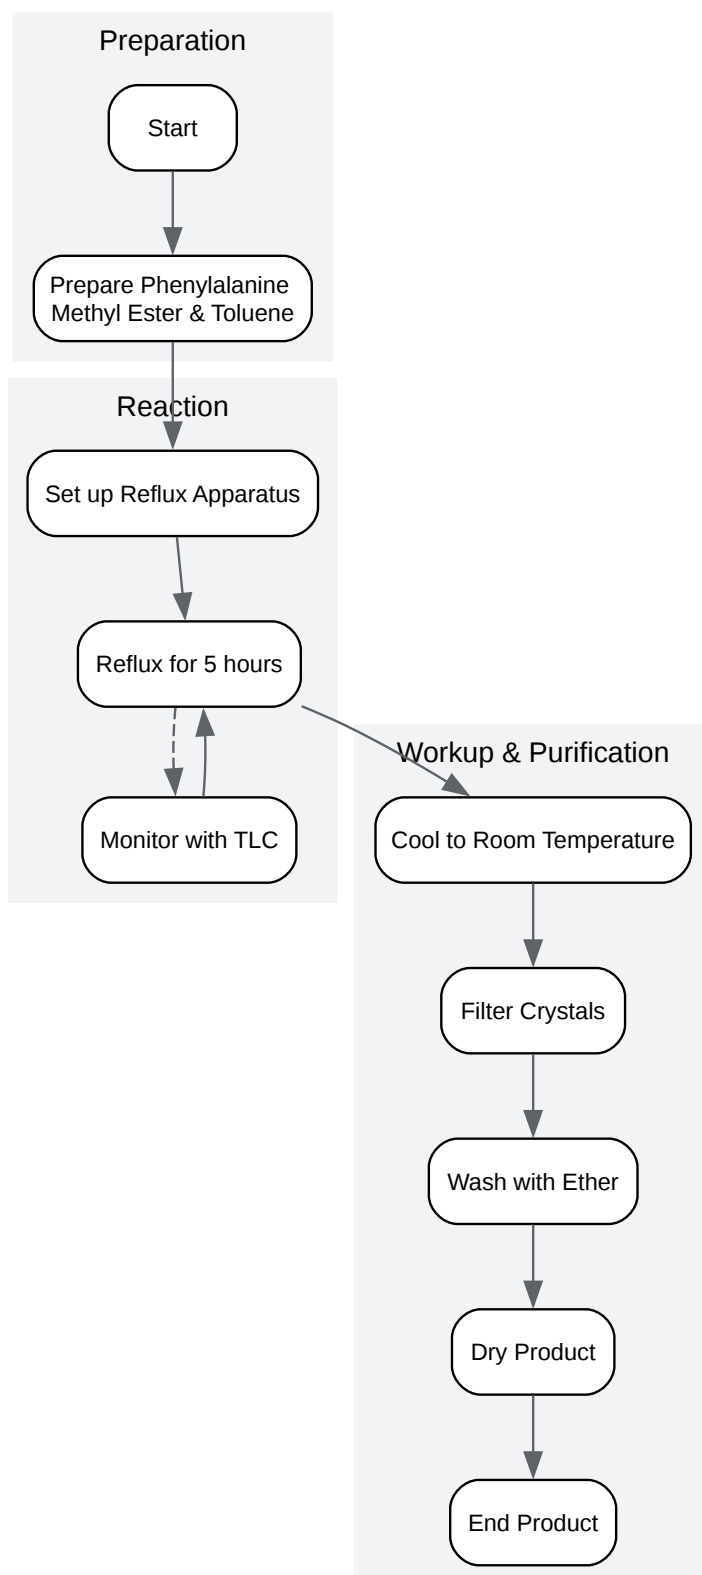 Preparation
Start
Prepare Phenylalanine
Methyl Ester & Toluene
Reaction
Set up Reflux Apparatus
Reflux for 5 hours
Monitor with TLC
Workup & Purification
Cool to Room Temperature
Filter Crystals
Wash with Ether
Dry Product
End Product